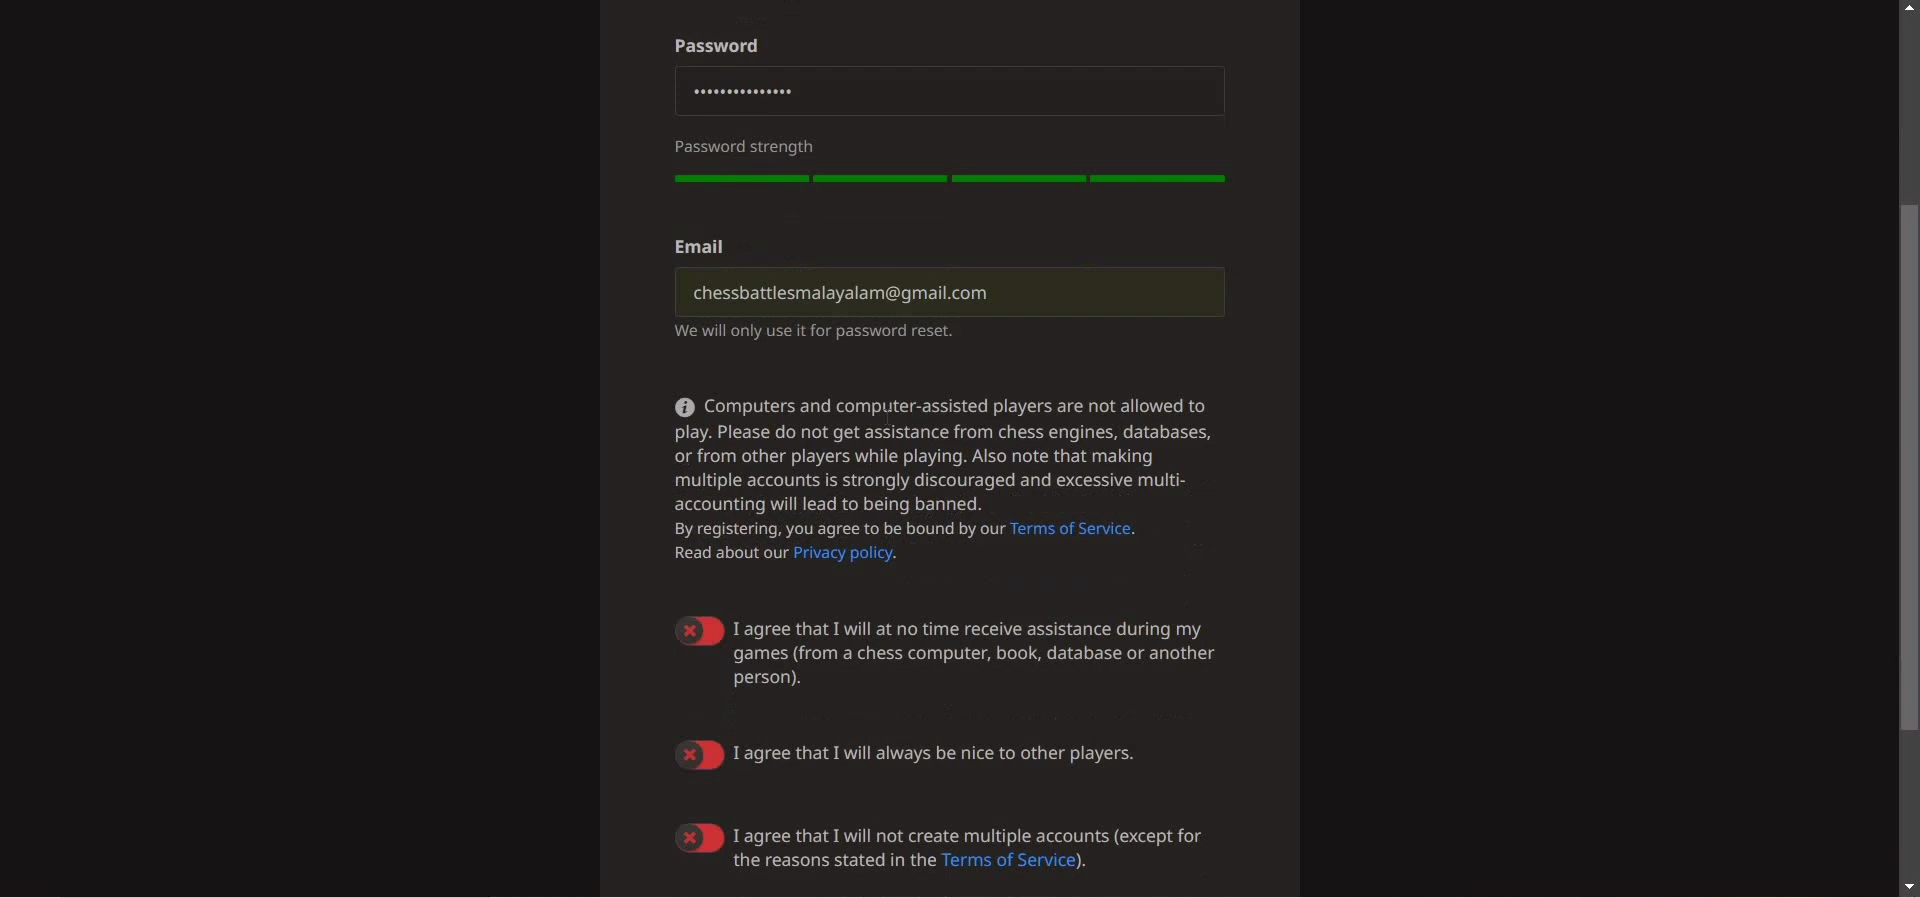 Password
•••••••••••••••
Password strength
Email
chessbattlesmalayalam@gmail.com
We will only use it for password reset.
Computers and computer-assisted players are not allowed to
play. Please do not get assistance from chess engines, databases,
or from other players while playing. Also note that making
multiple accounts is strongly discouraged and excessive multi-
accounting will lead to being banned.
By registering, you agree to be bound by our Terms of Service.
Read about our Privacy policy.
I agree that I will at no time receive assistance during my
games (from a chess computer, book, database or another
person).
I agree that I will always be nice to other players.
I agree that I will not create multiple accounts (except for
the reasons stated in the Terms of Service).